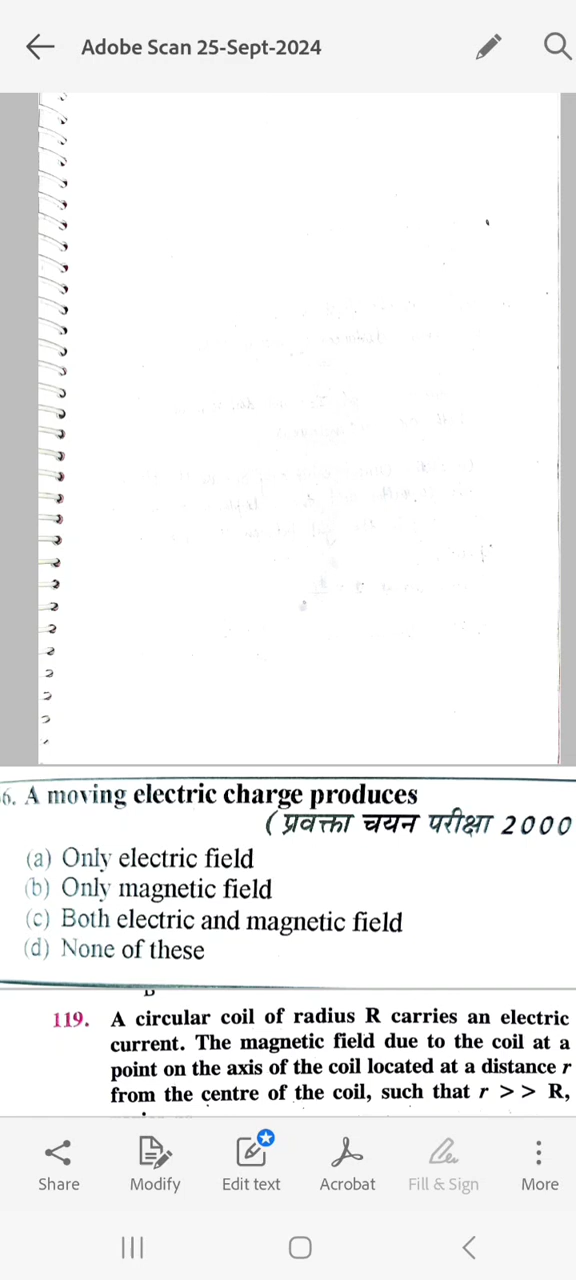 Adobe Scan 25-Sept-2024
6. A moving electric charge produces
(प्रवक्ता चयन परीक्षा 2000
(a) Only electric field
(b) Only magnetic field
(c) Both electric and magnetic field
(d) None of these
119. A circular coil of radius R carries an electric
current. The magnetic field due to the coil at a
point on the axis of the coil located at a distance r
from the centre of the coil, such that r >> R,
Share Modify Edit text Acrobat Fill & Sign More